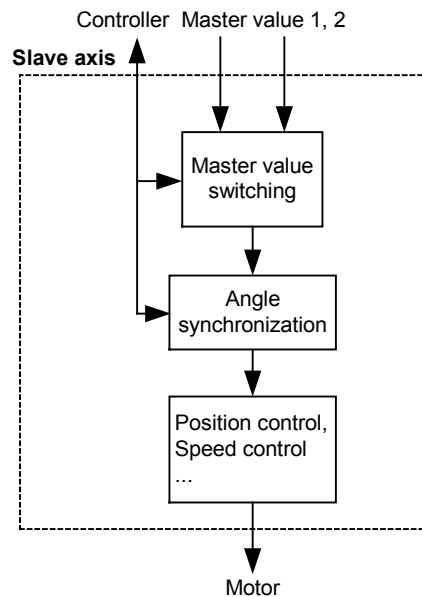 Controller Master value 1, 2
Slave axis
Master value
switching
Angle
synchronization
Position control,
Speed control
...
Motor